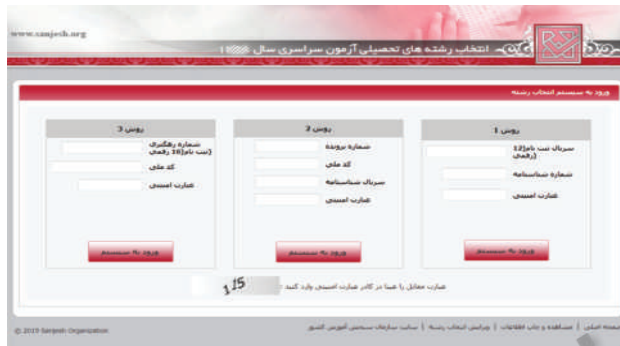 www.sanjesh.org
انتخاب رشته های تحصیلی آزمون سراسری سال
ورود به سیستم انتخاب رشته
روش 1
سریال ثبت نام(12 رقمی)
شماره شناسنامه
عبارت امنیتی
ورود به سیستم
روش 2
شماره پرونده
کد ملی
سریال شناسنامه
عبارت امنیتی
ورود به سیستم
روش 3
شماره رهگیری
(ثبت نام(16 رقمی
کد ملی
عبارت امنیتی
ورود به سیستم
عبارت مقابل را عینا در کادر عبارت امنیتی وارد کنید :
صفحه اصلی | مشاهده و چاپ اطلاعات | ویرایش انتخاب رشته | سایت سازمان سنجش آموزش کشور
© 2019 Sanjesh Organization